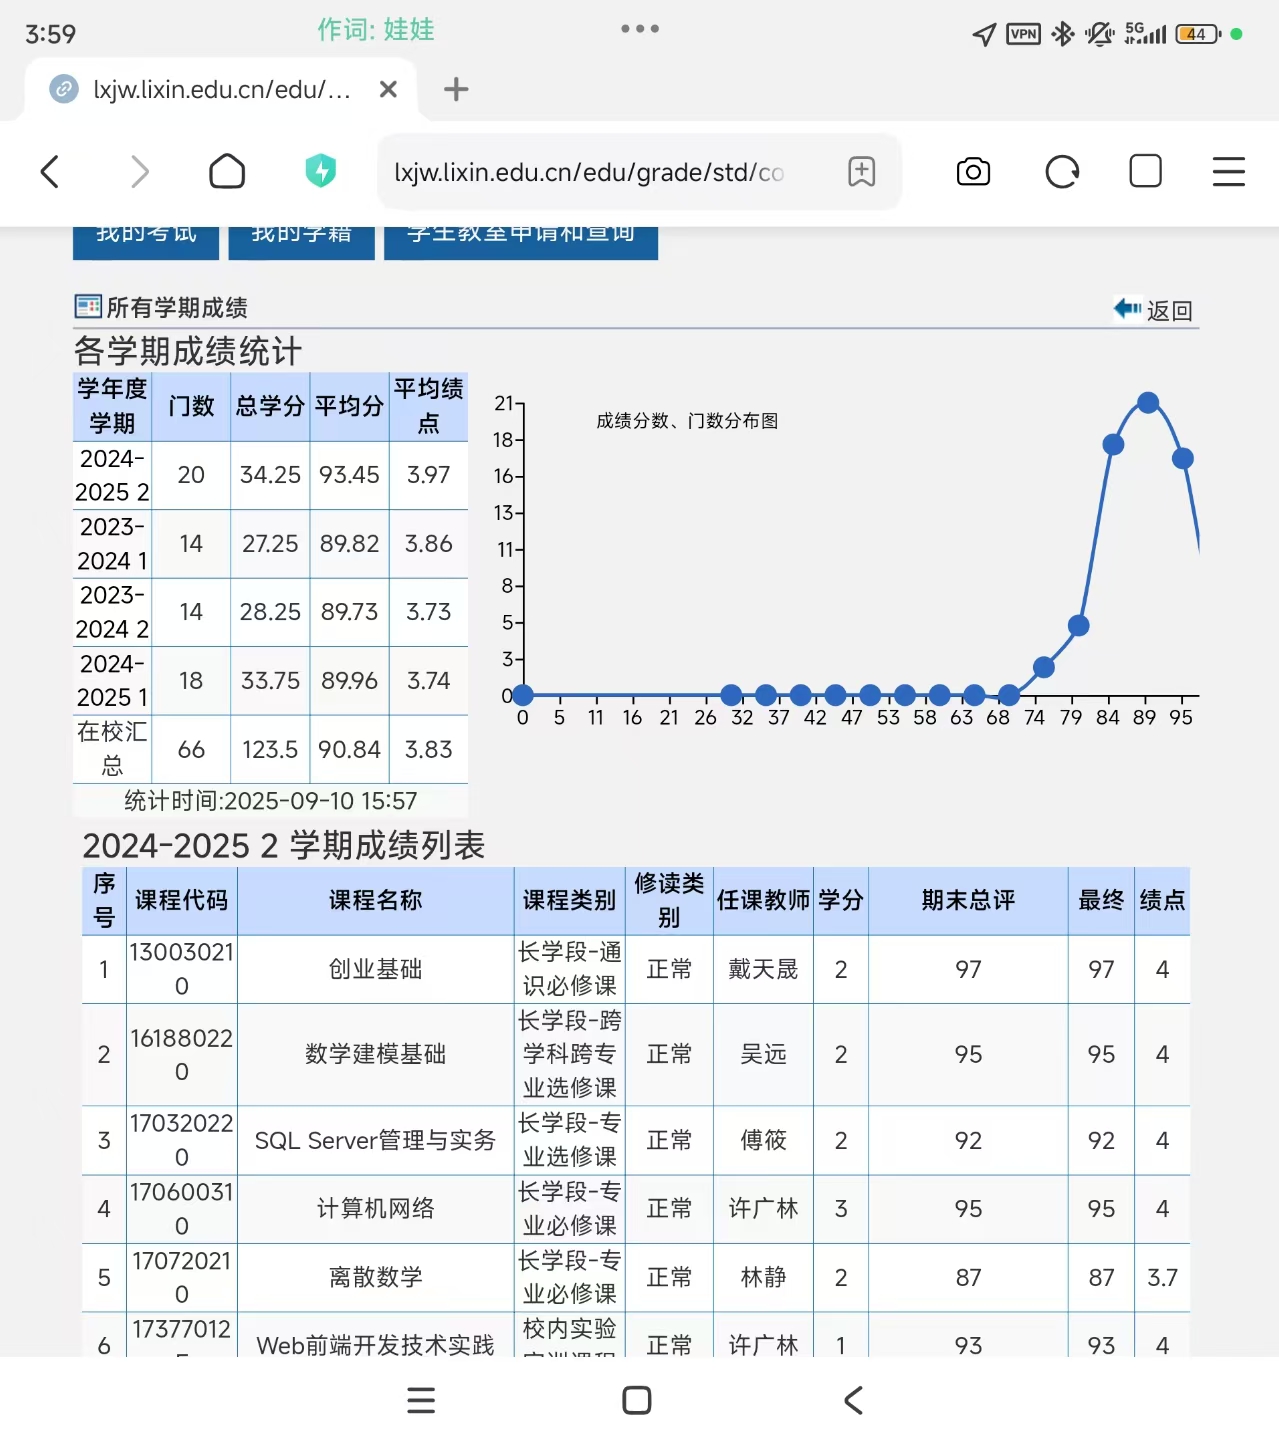 3:59 作词: 娃娃 VPN 5G 44
lxjw.lixin.edu.cn/edu/...
lxjw.lixin.edu.cn/edu/grade/std/co
我的考试 我的学籍 学生教室申请和查询
所有学期成绩 返回
各学期成绩统计
学年度学期 门数 总学分 平均分 平均绩点
2024-2025 2 20 34.25 93.45 3.97
2023-2024 1 14 27.25 89.82 3.86
2023-2024 2 14 28.25 89.73 3.73
2024-2025 1 18 33.75 89.96 3.74
在校汇总 66 123.5 90.84 3.83
统计时间:2025-09-10 15:57
成绩分数、门数分布图
21
18
16
13
11
8
5
3
0
0 5 11 16 21 26 32 37 42 47 53 58 63 68 74 79 84 89 95
2024-2025 2 学期成绩列表
序号 课程代码 课程名称 课程类别 修读类别 任课教师 学分 期末总评 最终 绩点
1 130030210 创业基础 长学段-通识必修课 正常 戴天晟 2 97 97 4
2 161880220 数学建模基础 长学段-跨学科跨专业选修课 正常 吴远 2 95 95 4
3 170320220 SQL Server管理与实务 长学段-专业选修课 正常 傅筱 2 92 92 4
4 170600310 计算机网络 长学段-专业必修课 正常 许广林 3 95 95 4
5 170720210 离散数学 长学段-专业必修课 正常 林静 2 87 87 3.7
6 17377012 Web前端开发技术实践 校内实验 正常 许广林 1 93 93 4